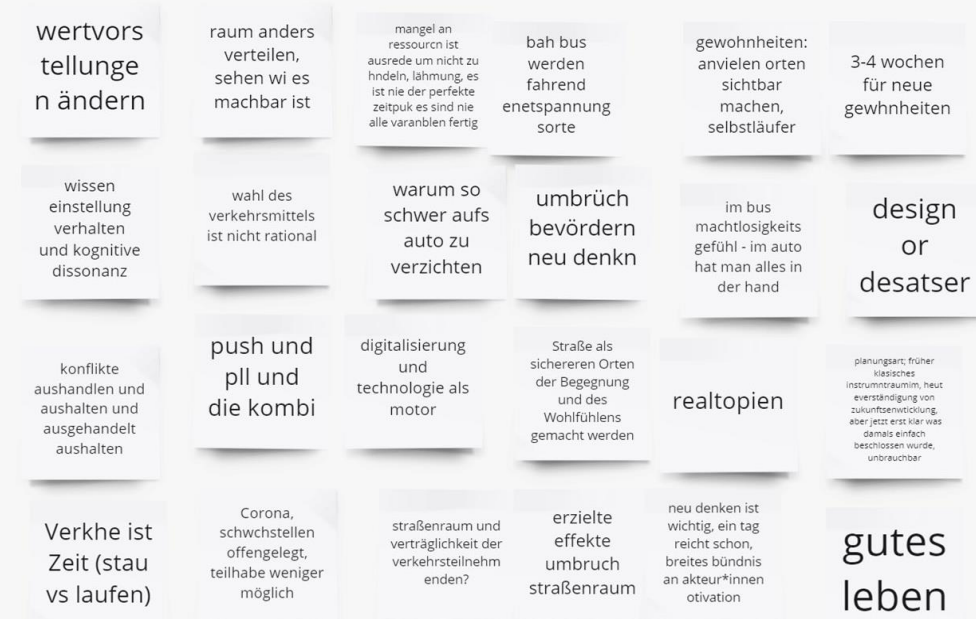 wertvors
tellunge
n ändern
raum anders
verteilen,
sehen wi es
machbar ist
mangel an
ressourcn ist
ausrede um nicht zu
hndeln, lähmung, es
ist nie der perfekte
zeitpuk es sind nie
alle varanblen fertig
bah bus
werden
fahrend
enetspannung
sorte
gewohnheiten:
anvielen orten
sichtbar
machen,
selbstläufer
3-4 wochen
für neue
gewhnheiten
wissen
einstellung
verhalten
und kognitive
dissonanz
wahl des
verkehrsmittels
ist nicht rational
warum so
schwer aufs
auto zu
verzichten
umbrüch
bevördern
neu denkn
im bus
machtlosigkeits
gefühl - im auto
hat man alles in
der hand
design
or
desatser
konflikte
aushandlen und
aushalten und
ausgehandelt
aushalten
push und
pll und
die kombi
digitalisierung
und
technologie als
motor
Straße als
sichereren Orten
der Begegnung
und des
Wohlfühlens
gemacht werden
realtopien
planungsart; früher
klasisches
instrumntraumim, heut
everständigung von
zukunftsenwticklung,
aber jetzt erst klar was
damals einfach
beschlossen wurde,
unbrauchbar
Verkhe ist
Zeit (stau
vs laufen)
Corona,
schwchstellen
offengelegt,
teilhabe weniger
möglich
straßenraum und
verträglichkeit der
verkehrsteilnehm
enden?
erzielte
effekte
umbruch
straßenraum
neu denken ist
wichtig, ein tag
reicht schon,
breites bündnis
an akteur*innen
otivation
gutes
leben